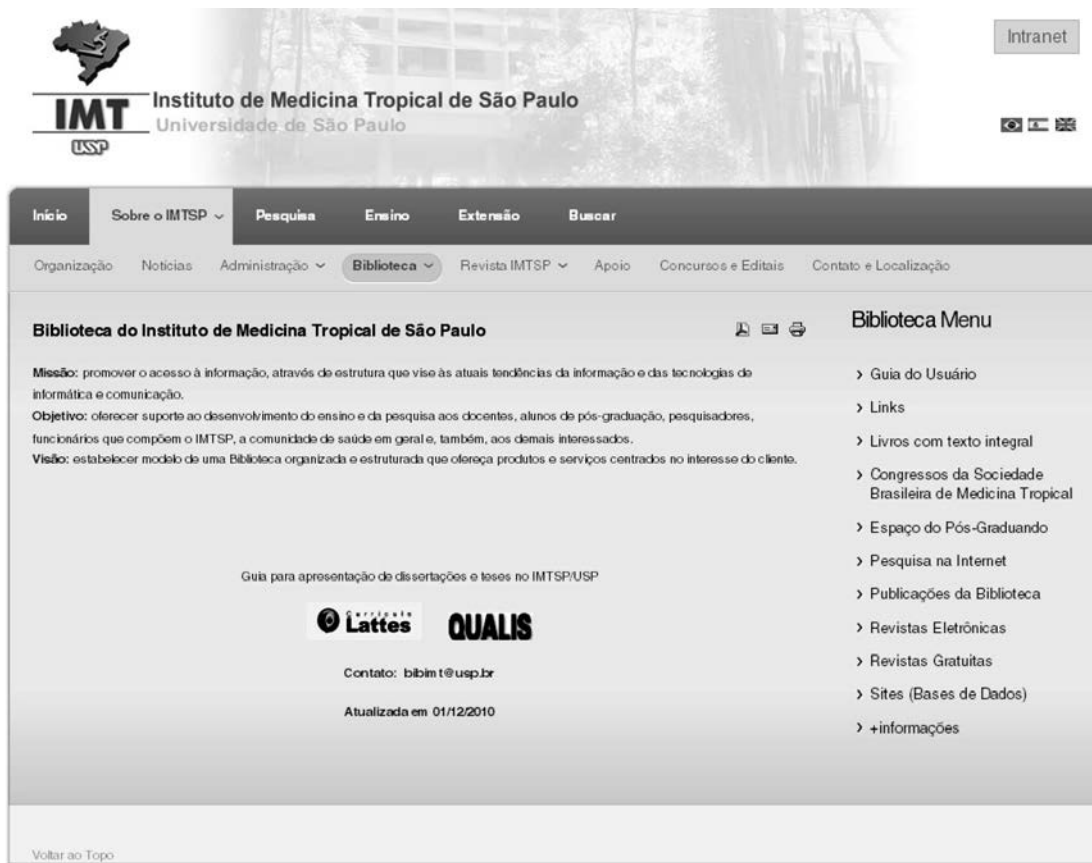 Intranet
IMT
USP
Instituto de Medicina Tropical de São Paulo
Universidade de São Paulo
Início Sobre o IMTSP Pesquisa Ensino Extensão Buscar
Organização Notícias Administração Biblioteca Revista IMTSP Apoio Concursos e Editais Contato e Localização
Biblioteca do Instituto de Medicina Tropical de São Paulo
Missão: promover o acesso à informação, através de estrutura que vise às atuais tendências da informação e das tecnologias de
informática e comunicação.
Objetivo: oferecer suporte ao desenvolvimento do ensino e da pesquisa aos docentes, alunos de pós-graduação, pesquisadores,
funcionários que compõem o IMTSP, a comunidade de saúde em geral e, também, aos demais interessados.
Visão: estabelecer modelo de uma Biblioteca organizada e estruturada que ofereça produtos e serviços centrados no interesse do cliente.
Guia para apresentação de dissertações e teses no IMTSP/USP
Currículo
Lattes
QUALIS
Contato: bibimt@usp.br
Atualizada em 01/12/2010
Biblioteca Menu
Guia do Usuário
Links
Livros com texto integral
Congressos da Sociedade
Brasileira de Medicina Tropical
Espaço do Pós-Graduando
Pesquisa na Internet
Publicações da Biblioteca
Revistas Eletrônicas
Revistas Gratuitas
Sites (Bases de Dados)
+informações
Voltar ao Topo